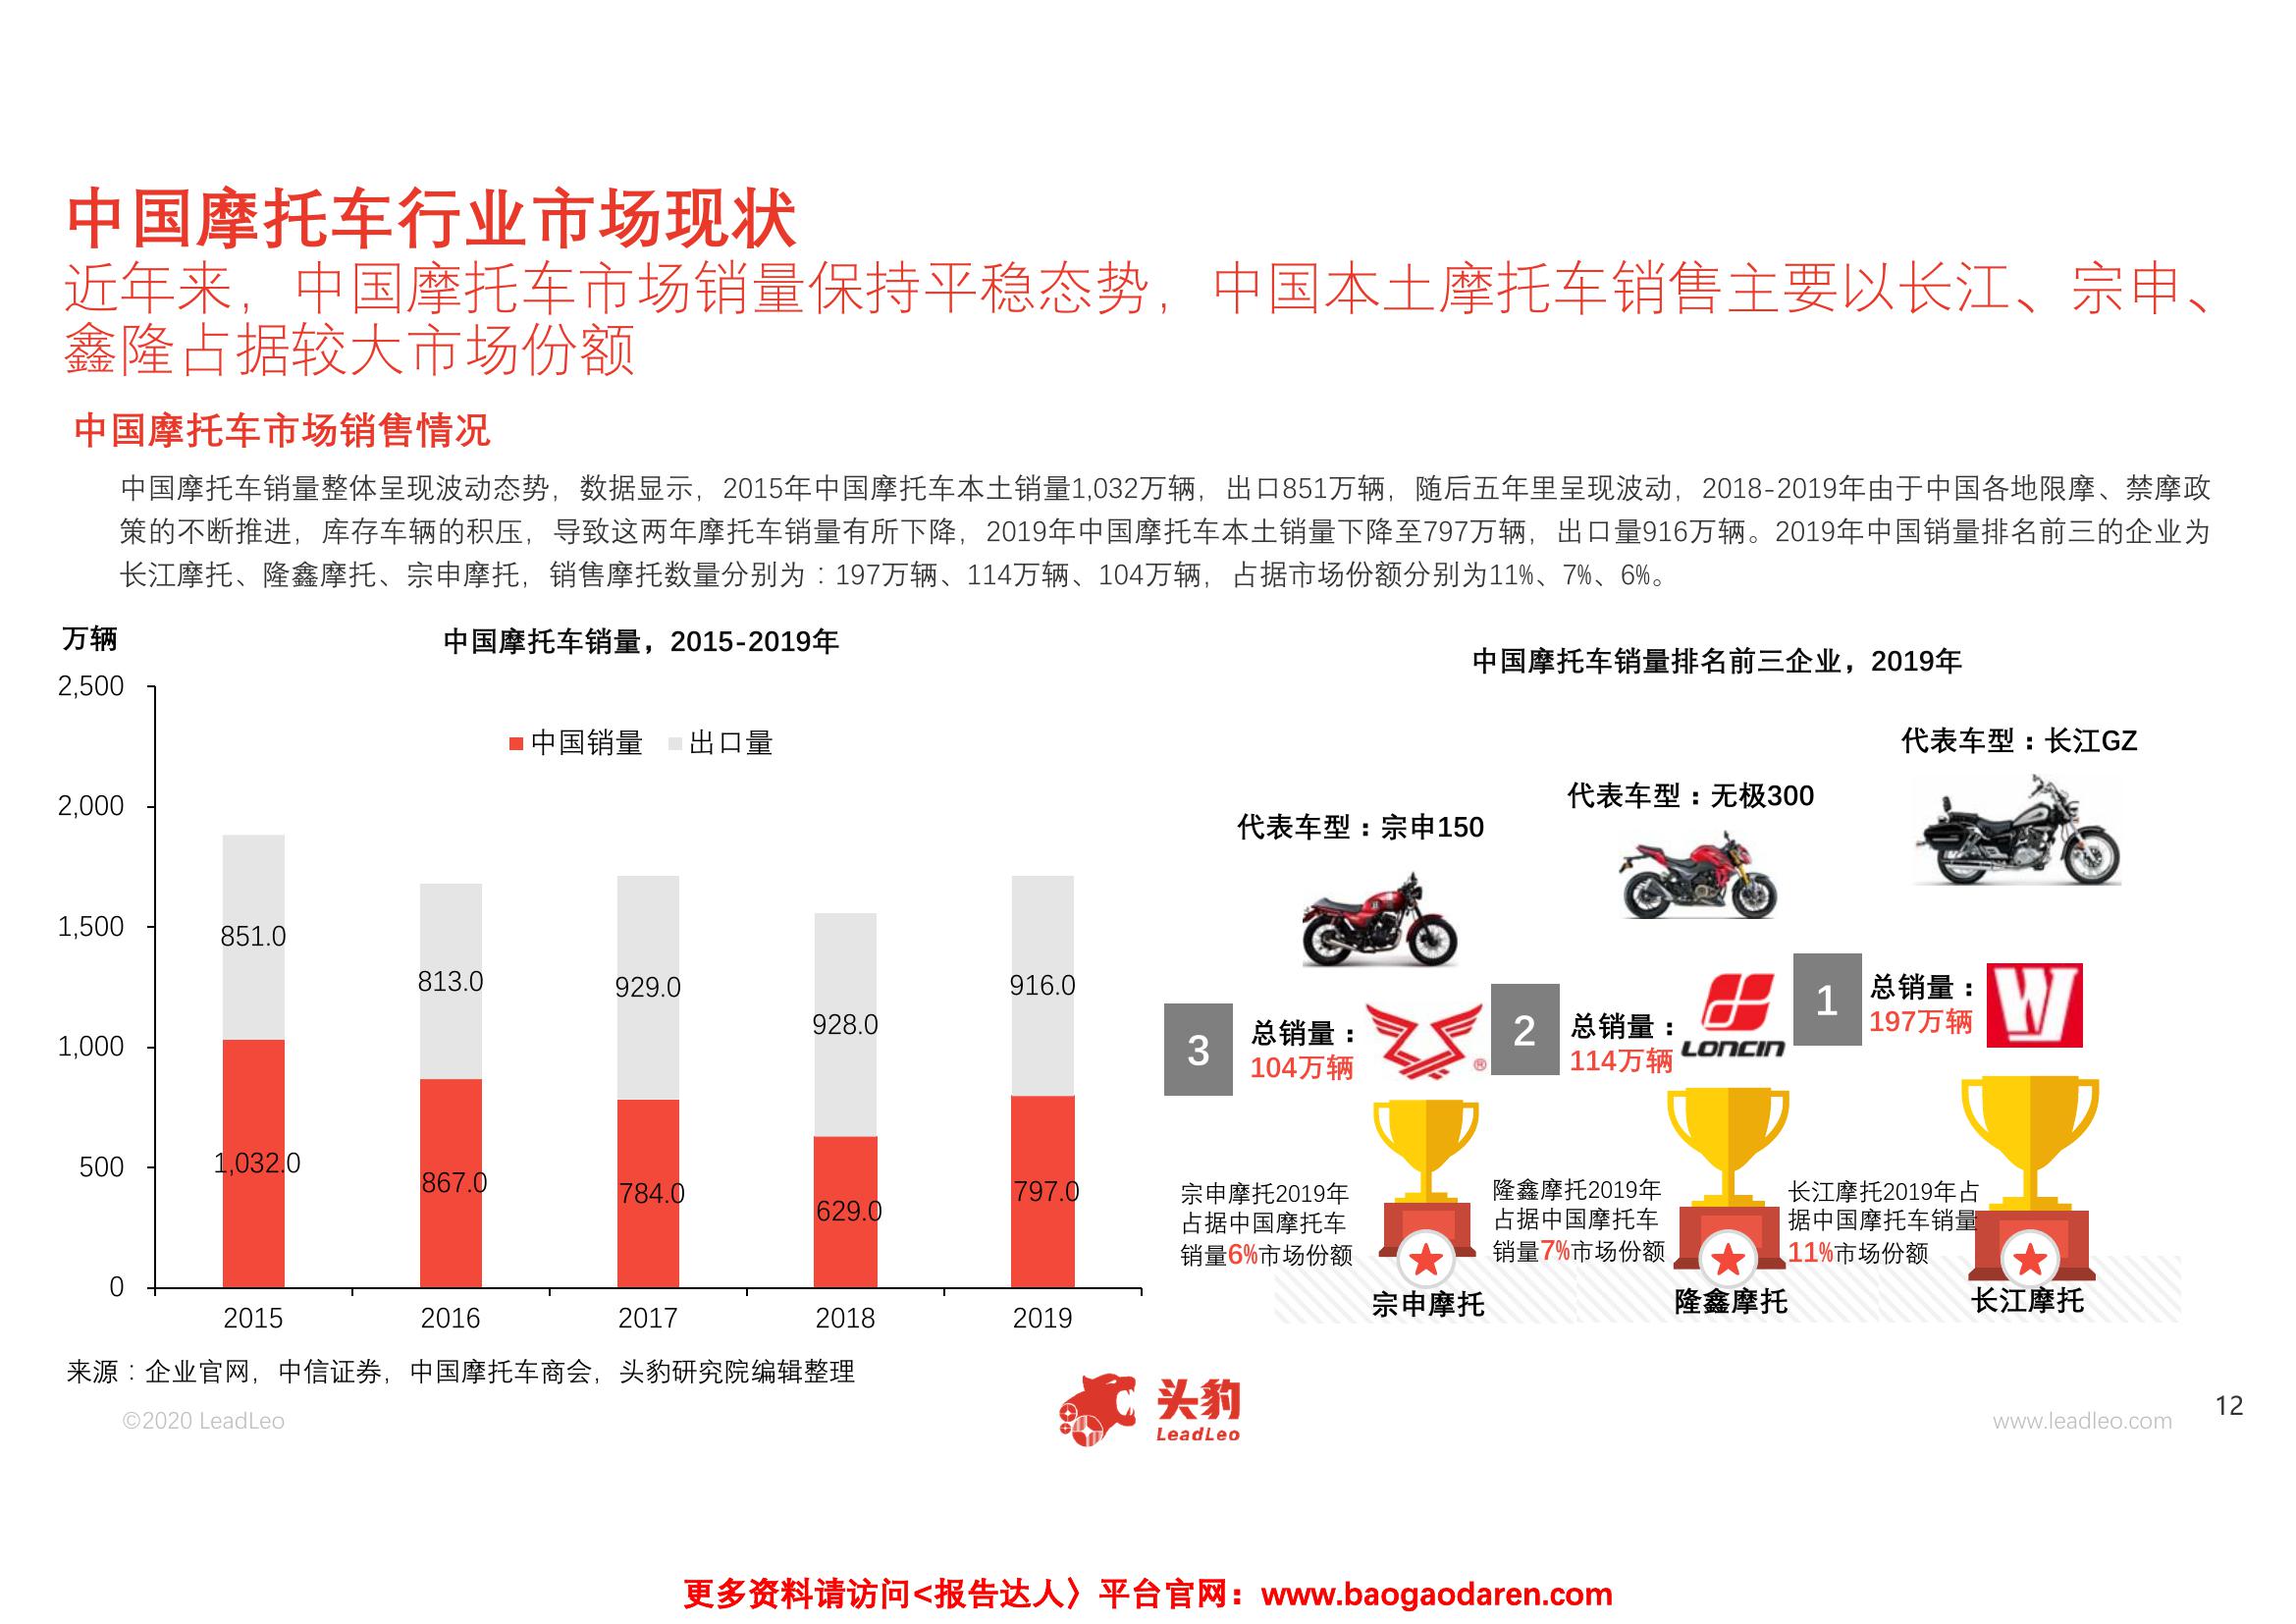 中国摩托车行业市场现状
近年来，中国摩托车市场销量保持平稳态势，中国本土摩托车销售主要以长江、宗申、
鑫隆占据较大市场份额
中国摩托车市场销售情况
中国摩托车销量整体呈现波动态势，数据显示，2015年中国摩托车本土销量1,032万辆，出口851万辆，随后五年里呈现波动，2018-2019年由于中国各地限摩、禁摩政
策的不断推进，库存车辆的积压，导致这两年摩托车销量有所下降，2019年中国摩托车本土销量下降至797万辆，出口量916万辆。2019年中国销量排名前三的企业为
长江摩托、隆鑫摩托、宗申摩托，销售摩托数量分别为：197万辆、114万辆、104万辆，占据市场份额分别为11%、7%、6%。
万辆
中国摩托车销量，2015-2019年
2,500
2,000
1,500
1,000
500
0
中国销量
出口量
851.0
813.0
929.0
928.0
916.0
1,032.0
867.0
784.0
629.0
797.0
2015
2016
2017
2018
2019
中国摩托车销量排名前三企业，2019年
代表车型：宗申150
代表车型：无极300
代表车型：长江GZ
3
总销量：
104万辆
®
2
总销量：
114万辆
LONCIN
1
总销量：
197万辆
宗申摩托2019年
占据中国摩托车
销量6%市场份额
隆鑫摩托2019年
占据中国摩托车
销量7%市场份额
长江摩托2019年占
据中国摩托车销量
11%市场份额
宗申摩托
隆鑫摩托
长江摩托
来源：企业官网，中信证券，中国摩托车商会，头豹研究院编辑整理
©2020 LeadLeo
头豹
LeadLeo
www.leadleo.com
12
更多资料请访问<报告达人〉平台官网：www.baogaodaren.com